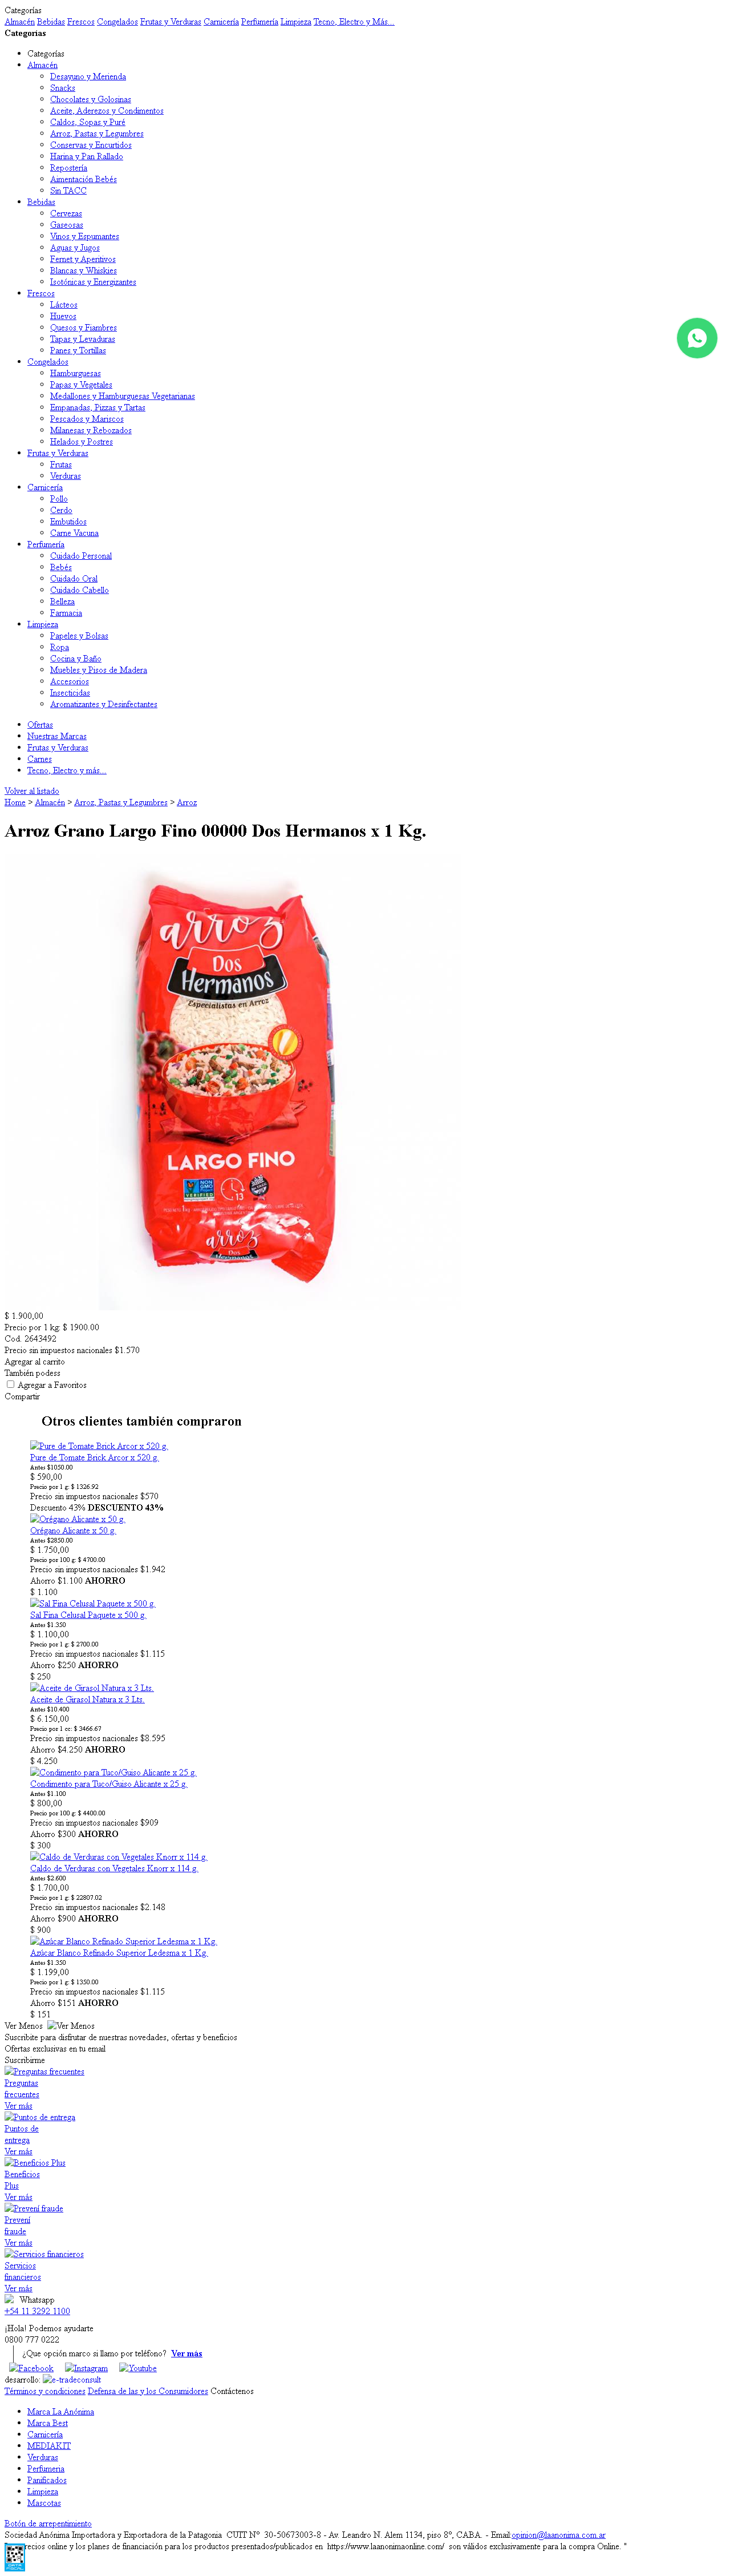 Categorías
Almacén Bebidas Frescos Congelados Frutas y Verduras Carnicería Perfumería Limpieza Tecno, Electro y Más...
Categorías
Categorías
Almacén
Desayuno y Merienda
Snacks
Chocolates y Golosinas
Aceite, Aderezos y Condimentos
Caldos, Sopas y Puré
Arroz, Pastas y Legumbres
Conservas y Encurtidos
Harina y Pan Rallado
Repostería
Aimentación Bebés
Sin TACC
Bebidas
Cervezas
Gaseosas
Vinos y Espumantes
Aguas y Jugos
Fernet y Aperitivos
Blancas y Whiskies
Isotónicas y Energizantes
Frescos
Lácteos
Huevos
Quesos y Fiambres
Tapas y Levaduras
Panes y Tortillas
Congelados
Hamburguesas
Papas y Vegetales
Medallones y Hamburguesas Vegetarianas
Empanadas, Pizzas y Tartas
Pescados y Mariscos
Milanesas y Rebozados
Helados y Postres
Frutas y Verduras
Frutas
Verduras
Carnicería
Pollo
Cerdo
Embutidos
Carne Vacuna
Perfumería
Cuidado Personal
Bebés
Cuidado Oral
Cuidado Cabello
Belleza
Farmacia
Limpieza
Papeles y Bolsas
Ropa
Cocina y Baño
Muebles y Pisos de Madera
Accesorios
Insecticidas
Aromatizantes y Desinfectantes
Ofertas
Nuestras Marcas
Frutas y Verduras
Carnes
Tecno, Electro y más...
Volver al listado
Home > Almacén > Arroz, Pastas y Legumbres > Arroz
Arroz Grano Largo Fino 00000 Dos Hermanos x 1 Kg.
arroz
Dos
Hermanos
Especialistas en Arroz
LARGO FINO
NON GMO
VERIFIED
13
arroz
Dos
Hermanos
$ 1.900,00
Precio por 1 kg: $ 1900.00
Cod. 2643492
Precio sin impuestos nacionales $1.570
Agregar al carrito
También podess
Agregar a Favoritos
Compartir
Otros clientes también compraron
Pure de Tomate Brick Arcor x 520 g.
Pure de Tomate Brick Arcor x 520 g.
Antes $1050.00
$ 590,00
Precio por 1 g: $ 1326.92
Precio sin impuestos nacionales $570
Descuento 43% DESCUENTO 43%
Orégano Alicante x 50 g.
Orégano Alicante x 50 g.
Antes $2850.00
$ 1.750,00
Precio por 100 g: $ 4700.00
Precio sin impuestos nacionales $1.942
Ahorro $1.100 AHORRO
$ 1.100
Sal Fina Celusal Paquete x 500 g.
Sal Fina Celusal Paquete x 500 g.
Antes $1.350
$ 1.100,00
Precio por 1 g: $ 2700.00
Precio sin impuestos nacionales $1.115
Ahorro $250 AHORRO
$ 250
Aceite de Girasol Natura x 3 Lts.
Aceite de Girasol Natura x 3 Lts.
Antes $10.400
$ 6.150,00
Precio por 1 cc: $ 3466.67
Precio sin impuestos nacionales $8.595
Ahorro $4.250 AHORRO
$ 4.250
Condimento para Tuco/Guiso Alicante x 25 g.
Condimento para Tuco/Guiso Alicante x 25 g.
Antes $1.100
$ 800,00
Precio por 100 g: $ 4400.00
Precio sin impuestos nacionales $909
Ahorro $300 AHORRO
$ 300
Caldo de Verduras con Vegetales Knorr x 114 g.
Caldo de Verduras con Vegetales Knorr x 114 g.
Antes $2.600
$ 1.700,00
Precio por 1 g: $ 22807.02
Precio sin impuestos nacionales $2.148
Ahorro $900 AHORRO
$ 900
Azúcar Blanco Refinado Superior Ledesma x 1 Kg.
Azúcar Blanco Refinado Superior Ledesma x 1 Kg.
Antes $1.350
$ 1.199,00
Precio por 1 g: $ 1350.00
Precio sin impuestos nacionales $1.115
Ahorro $151 AHORRO
$ 151
Ver Menos Ver Menos
Suscribite para disfrutar de nuestras novedades, ofertas y beneficios
Ofertas exclusivas en tu email
Suscribirme
Preguntas frecuentes
Preguntas
frecuentes
Ver más
Puntos de entrega
Puntos de
entrega
Ver más
Beneficios Plus
Beneficios
Plus
Ver más
Prevení fraude
Prevení
fraude
Ver más
Servicios financieros
Servicios
financieros
Ver más
Whatsapp
+54 11 3292 1100
¡Hola! Podemos ayudarte
0800 777 0222
¿Que opción marco si llamo por teléfono? Ver más
Facebook Instagram Youtube
desarrollo: e-tradeconsult
Términos y condiciones Defensa de las y los Consumidores Contáctenos
Marca La Anónima
Marca Best
Carnicería
MEDIAKIT
Verduras
Perfumeria
Panificados
Limpieza
Mascotas
Botón de arrepentimiento
Sociedad Anónima Importadora y Exportadora de la Patagonia CUIT Nº 30-50673003-8 - Av. Leandro N. Alem 1134, piso 8º, CABA. - Email:opinion@laanonima.com.ar
recios online y los planes de financiación para los productos presentados/publicados en https://www.laanonimaonline.com/ son válidos exclusivamente para la compra Online. "